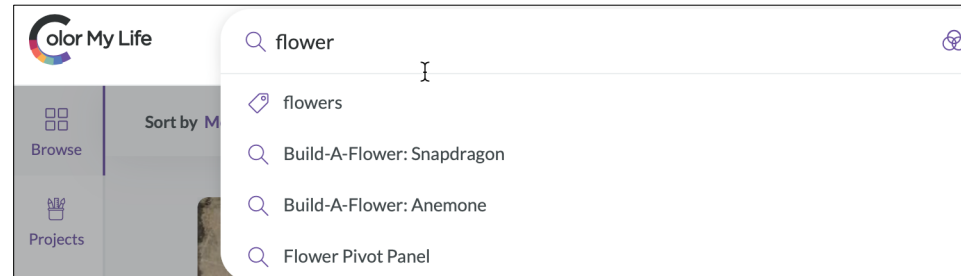 Color My Life
flower
flowers
Browse
Sort by M
Build-A-Flower: Snapdragon
Build-A-Flower: Anemone
Projects
Flower Pivot Panel